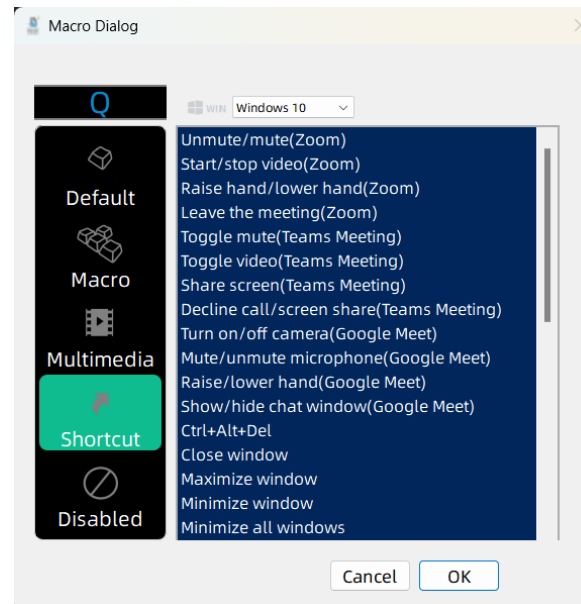 Macro Dialog
Q
WIN Windows 10
Default
Macro
Multimedia
Shortcut
Disabled
Unmute/mute(Zoom)
Start/stop video(Zoom)
Raise hand/lower hand(Zoom)
Leave the meeting(Zoom)
Toggle mute(Teams Meeting)
Toggle video(Teams Meeting)
Share screen(Teams Meeting)
Decline call/screen share(Teams Meeting)
Turn on/off camera(Google Meet)
Mute/unmute microphone(Google Meet)
Raise/lower hand(Google Meet)
Show/hide chat window(Google Meet)
Ctrl+Alt+Del
Close window
Maximize window
Minimize window
Minimize all windows
Cancel
OK